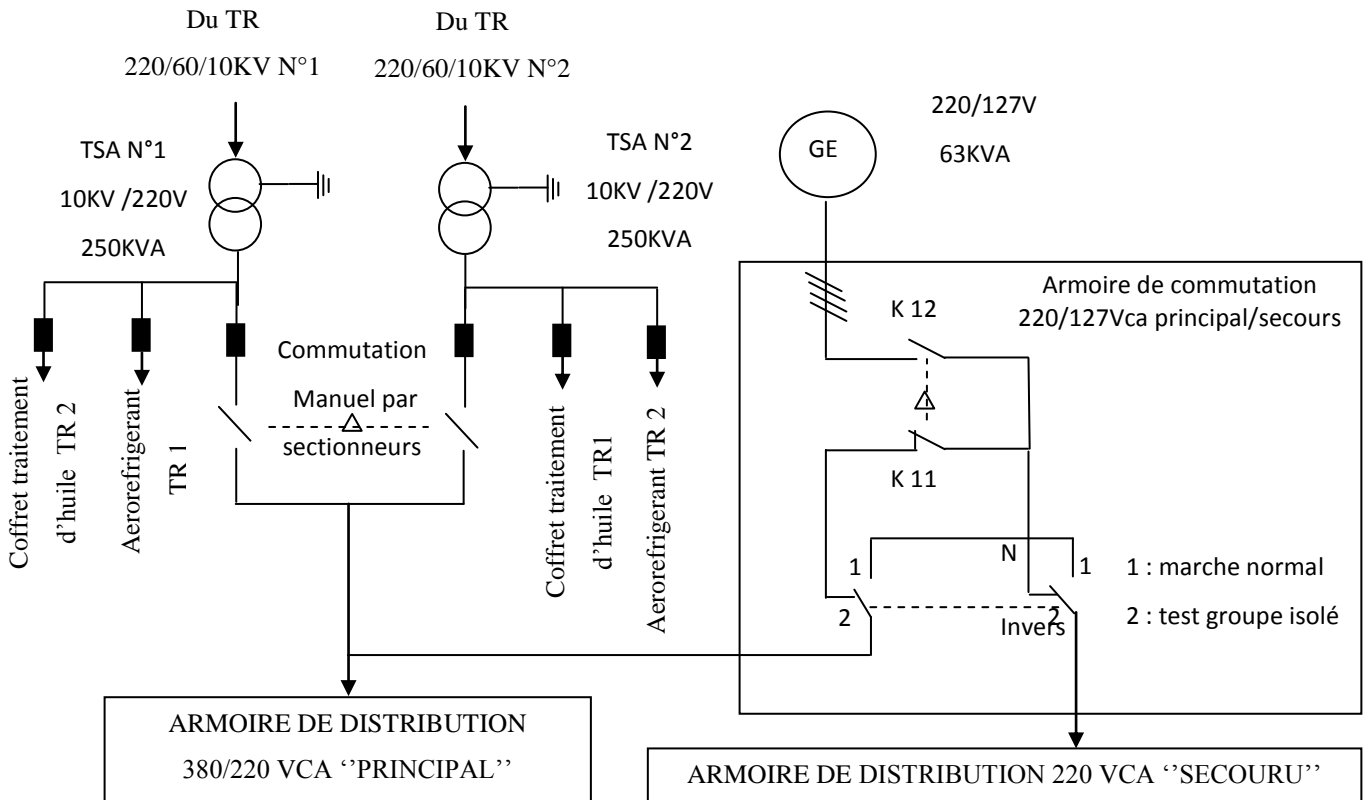 Du TR
220/60/10KV N°1
Du TR
220/60/10KV N°2
TSA N°1
10KV /220V
250KVA
TSA N°2
10KV /220V
250KVA
GE
220/127V
63KVA
Armoire de commutation
220/127Vca principal/secours
K 12
K 11
Commutation
Manuel par
sectionneurs
Coffret traitement
d'huile TR 2
Aerorefrigerant
TR 1
Coffret traitement
d'huile TR1
Aerorefrigerant TR 2
N
1
2
1
2
Invers
1 : marche normal
2 : test groupe isolé
ARMOIRE DE DISTRIBUTION
380/220 VCA ‘’PRINCIPAL’’
ARMOIRE DE DISTRIBUTION 220 VCA ‘’SECOURU’’